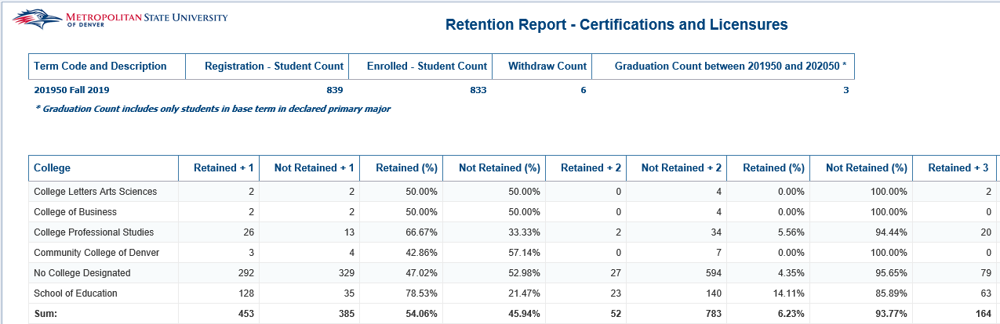 METROPOLITAN STATE UNIVERSITY
OF DENVER
Retention Report - Certifications and Licensures
Term Code and Description Registration - Student Count Enrolled - Student Count Withdraw Count Graduation Count between 201950 and 202050 *
201950 Fall 2019 839 833 6 3
* Graduation Count includes only students in base term in declared primary major
College Retained + 1 Not Retained + 1 Retained (%) Not Retained (%) Retained + 2 Not Retained + 2 Retained (%) Not Retained (%) Retained + 3
College Letters Arts Sciences 2 2 50.00% 50.00% 0 4 0.00% 100.00% 2
College of Business 2 2 50.00% 50.00% 0 4 0.00% 100.00% 0
College Professional Studies 26 13 66.67% 33.33% 2 34 5.56% 94.44% 20
Community College of Denver 3 4 42.86% 57.14% 0 7 0.00% 100.00% 0
No College Designated 292 329 47.02% 52.98% 27 594 4.35% 95.65% 79
School of Education 128 35 78.53% 21.47% 23 140 14.11% 85.89% 63
Sum: 453 385 54.06% 45.94% 52 783 6.23% 93.77% 164